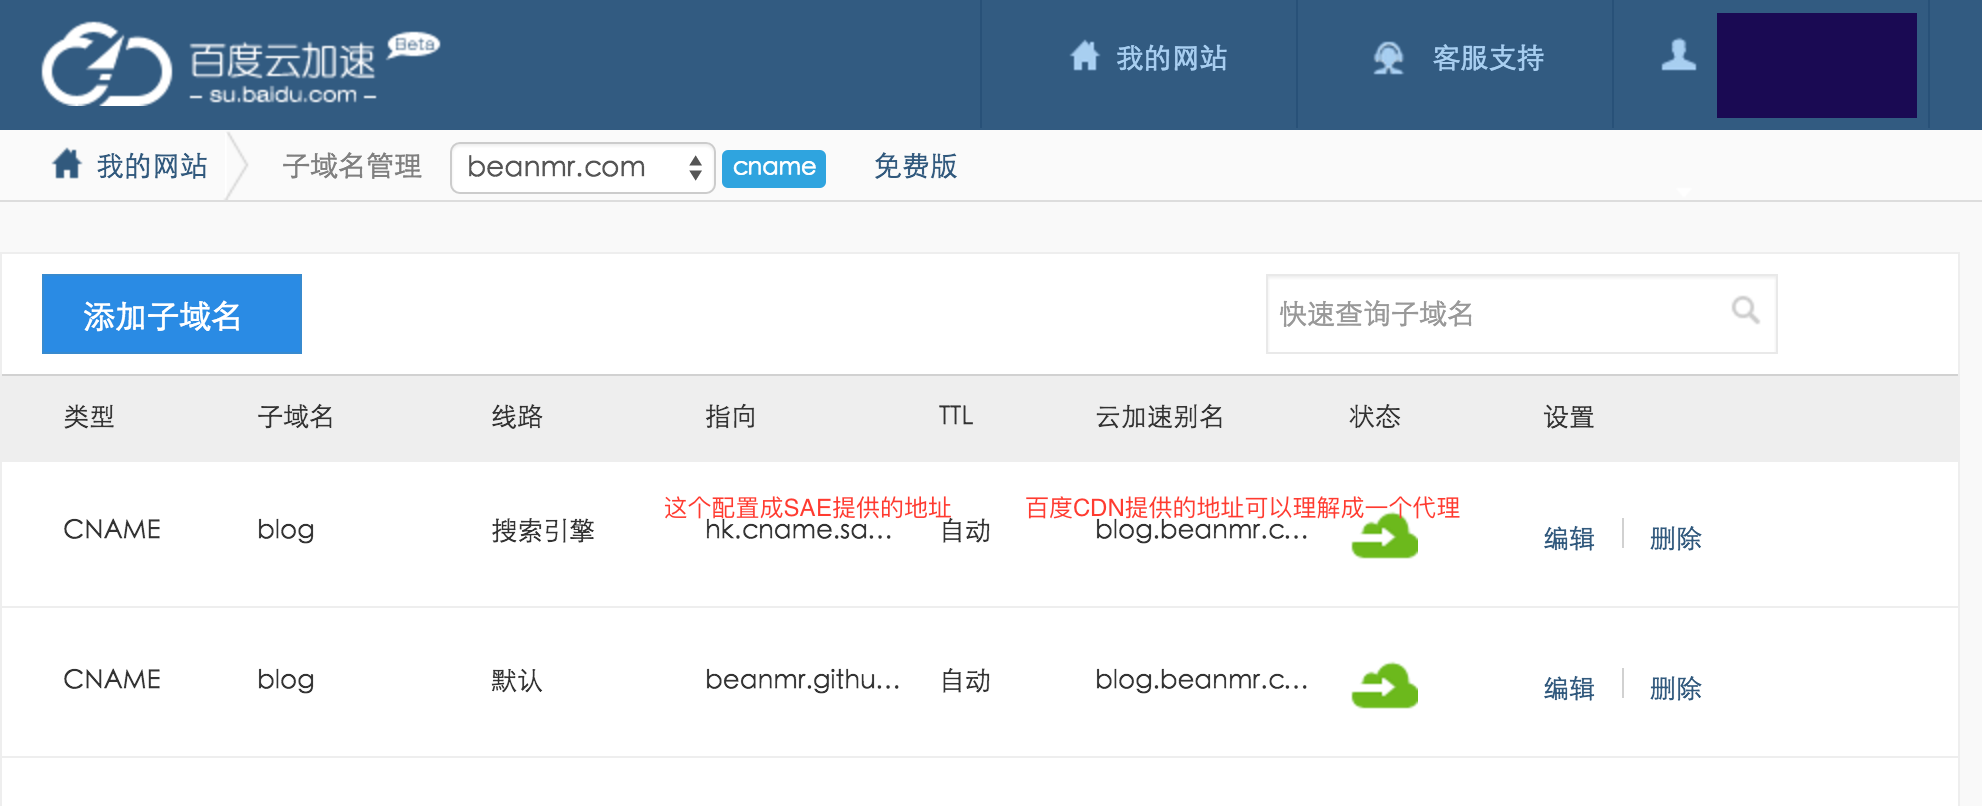 百度云加速 Beta
– su.baidu.com –
我的网站 客服支持
我的网站 子域名管理 beanmr.com cname 免费版
添加子域名 快速查询子域名
类型 子域名 线路 指向 TTL 云加速别名 状态 设置
这个配置成SAE提供的地址 百度CDN提供的地址可以理解成一个代理
CNAME blog 搜索引擎 hk.cname.sa... 自动 blog.beanmr.c... 编辑 删除
CNAME blog 默认 beanmr.githu... 自动 blog.beanmr.c... 编辑 删除